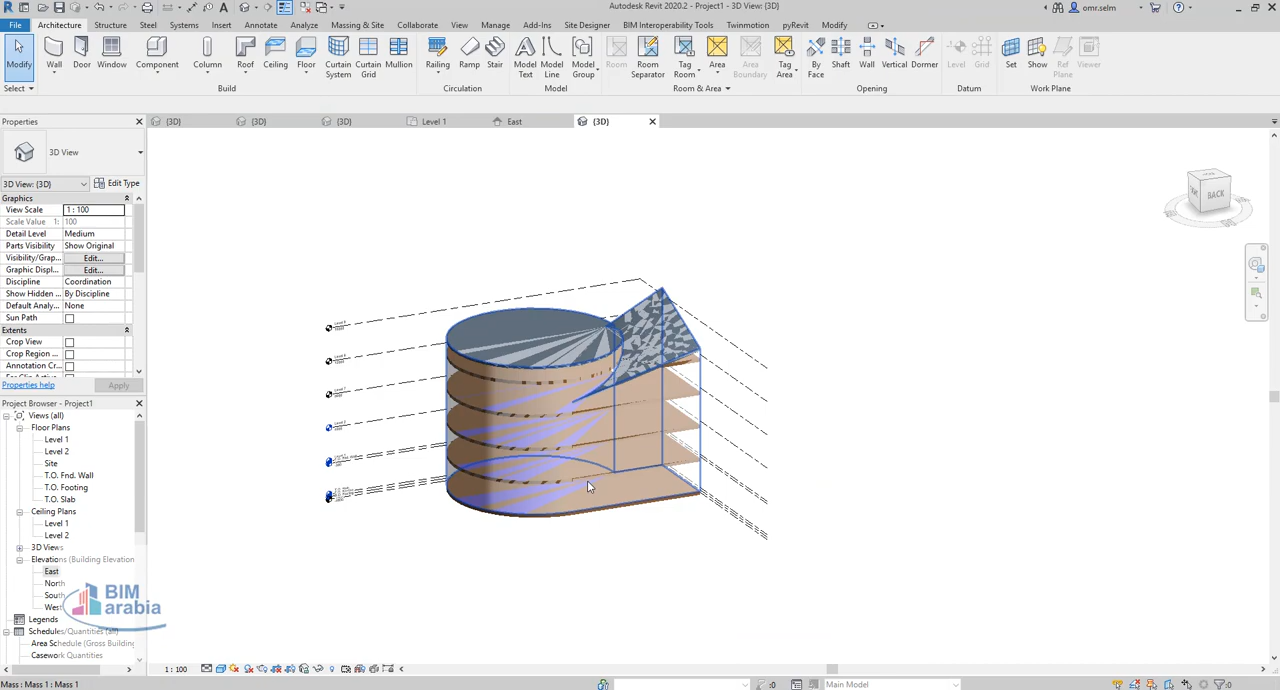 Autodesk Revit 2020.2 - Project1 - 3D View: {3D}
omr.selm
File Architecture Structure Steel Systems Insert Annotate Analyze Massing & Site Collaborate View Manage Add-Ins Site Designer BIM Interoperability Tools Twinmotion pyRevit Modify
Modify Wall Door Window Component Column Roof Ceiling Floor Curtain System Curtain Grid Mullion Railing Ramp Stair Model Text Model Line Model Group Room Room Separator Tag Room Area Area Boundary Tag Area By Face Shaft Wall Vertical Dormer Level Grid Set Show Ref Plane Viewer
Select Build Circulation Model Room & Area Opening Datum Work Plane
Properties
{3D} {3D} {3D} Level 1 East {3D}
3D View
3D View: {3D} Edit Type
Graphics
View Scale 1 : 100
Scale Value 1: 100
Detail Level Medium
Parts Visibility Show Original
Visibility/Grap... Edit...
Graphic Displ... Edit...
Discipline Coordination
Show Hidden ... By Discipline
Default Analy... None
Sun Path
Extents
Crop View
Crop Region ...
Annotation Cr...
Properties help Apply
Project Browser - Project1
Views (all)
Floor Plans
Level 1
Level 2
Site
T.O. Fnd. Wall
T.O. Footing
T.O. Slab
Ceiling Plans
Level 1
Level 2
3D Views
Elevations (Building Elevation
East
North
South
West
Legends
Schedules/Quantities (all)
Area Schedule (Gross Building
Casework Quantities
BIM
arabia
BACK
1 : 100
Mass : Mass 1 : Mass 1
:0
Main Model
:0